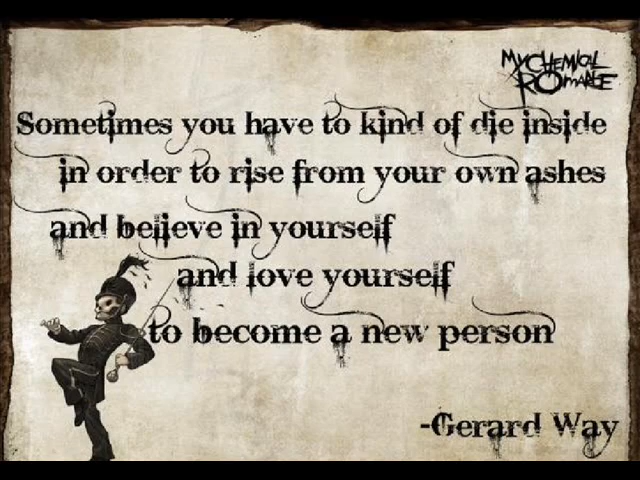 My Chemical
Romance
Sometimes you have to kind of die inside
in order to rise from your own ashes
and believe in yourself
and love yourself
to become a new person
-Gerard Way